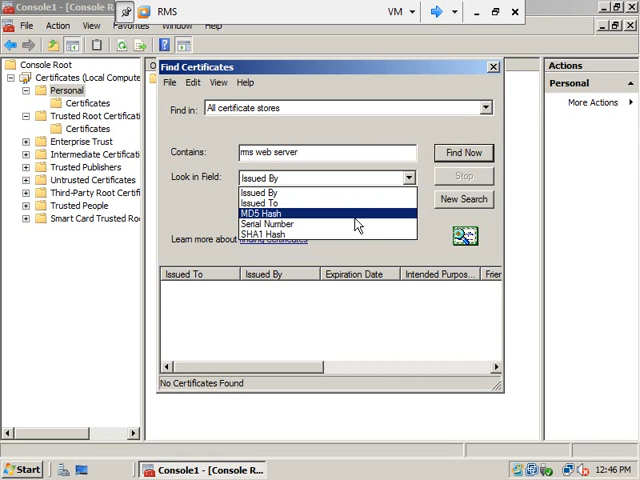 Console1 - [Console R
RMS
VM
File
Action
View
Favorites
Window
Help
Console Root
Certificates (Local Compute
Personal
Certificates
Trusted Root Certificati
Certificates
Enterprise Trust
Intermediate Certificati
Trusted Publishers
Untrusted Certificates
Third-Party Root Certifi
Trusted People
Smart Card Trusted Ro
Find Certificates
File
Edit
View
Help
Find in:
All certificate stores
Contains:
rms web server
Find Now
Look in Field:
Issued By
Stop
Issued By
Issued To
New Search
MD5 Hash
Serial Number
SHA1 Hash
Learn more about finding certificates
Issued To
Issued By
Expiration Date
Intended Purpos...
Frien
No Certificates Found
Actions
Personal
More Actions
Start
Console1 - [Console R...
12:46 PM